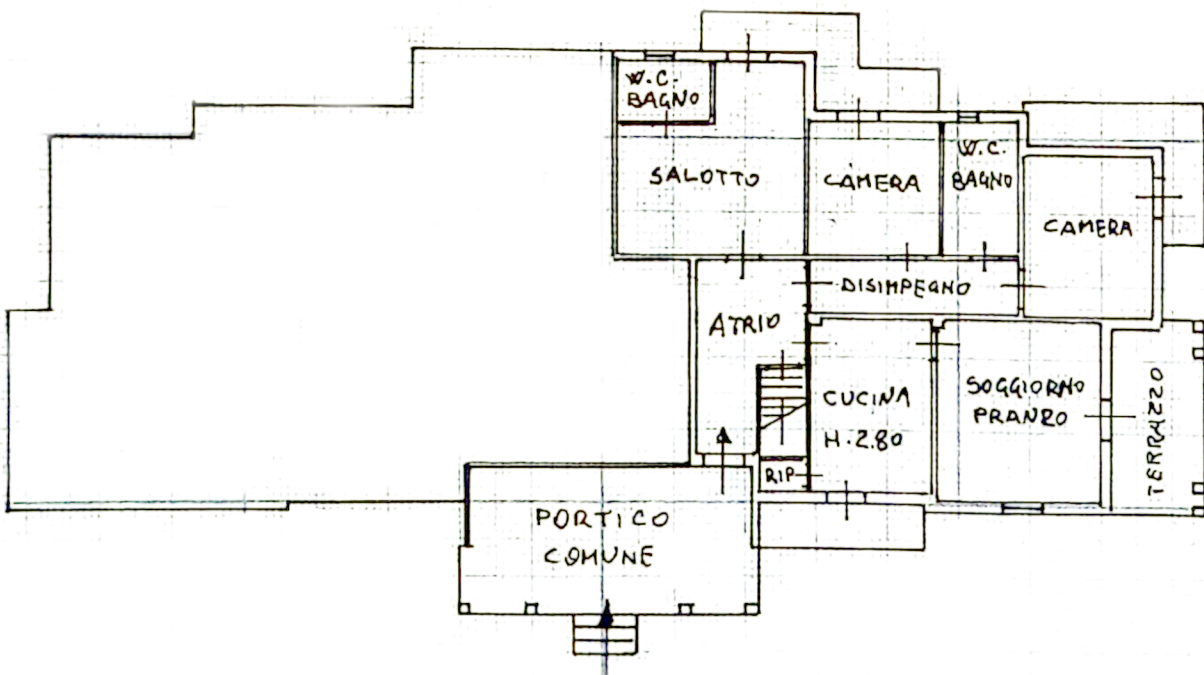 W.C.
BAGNO
SALOTTO
CAMERA
W.C.
BAGNO
CAMERA
DISIMPEGNO
ATRIO
CUCINA
H.2.80
SOGGIORNO
PRANZO
TERRAZZO
RIP
PORTICO
COMUNE